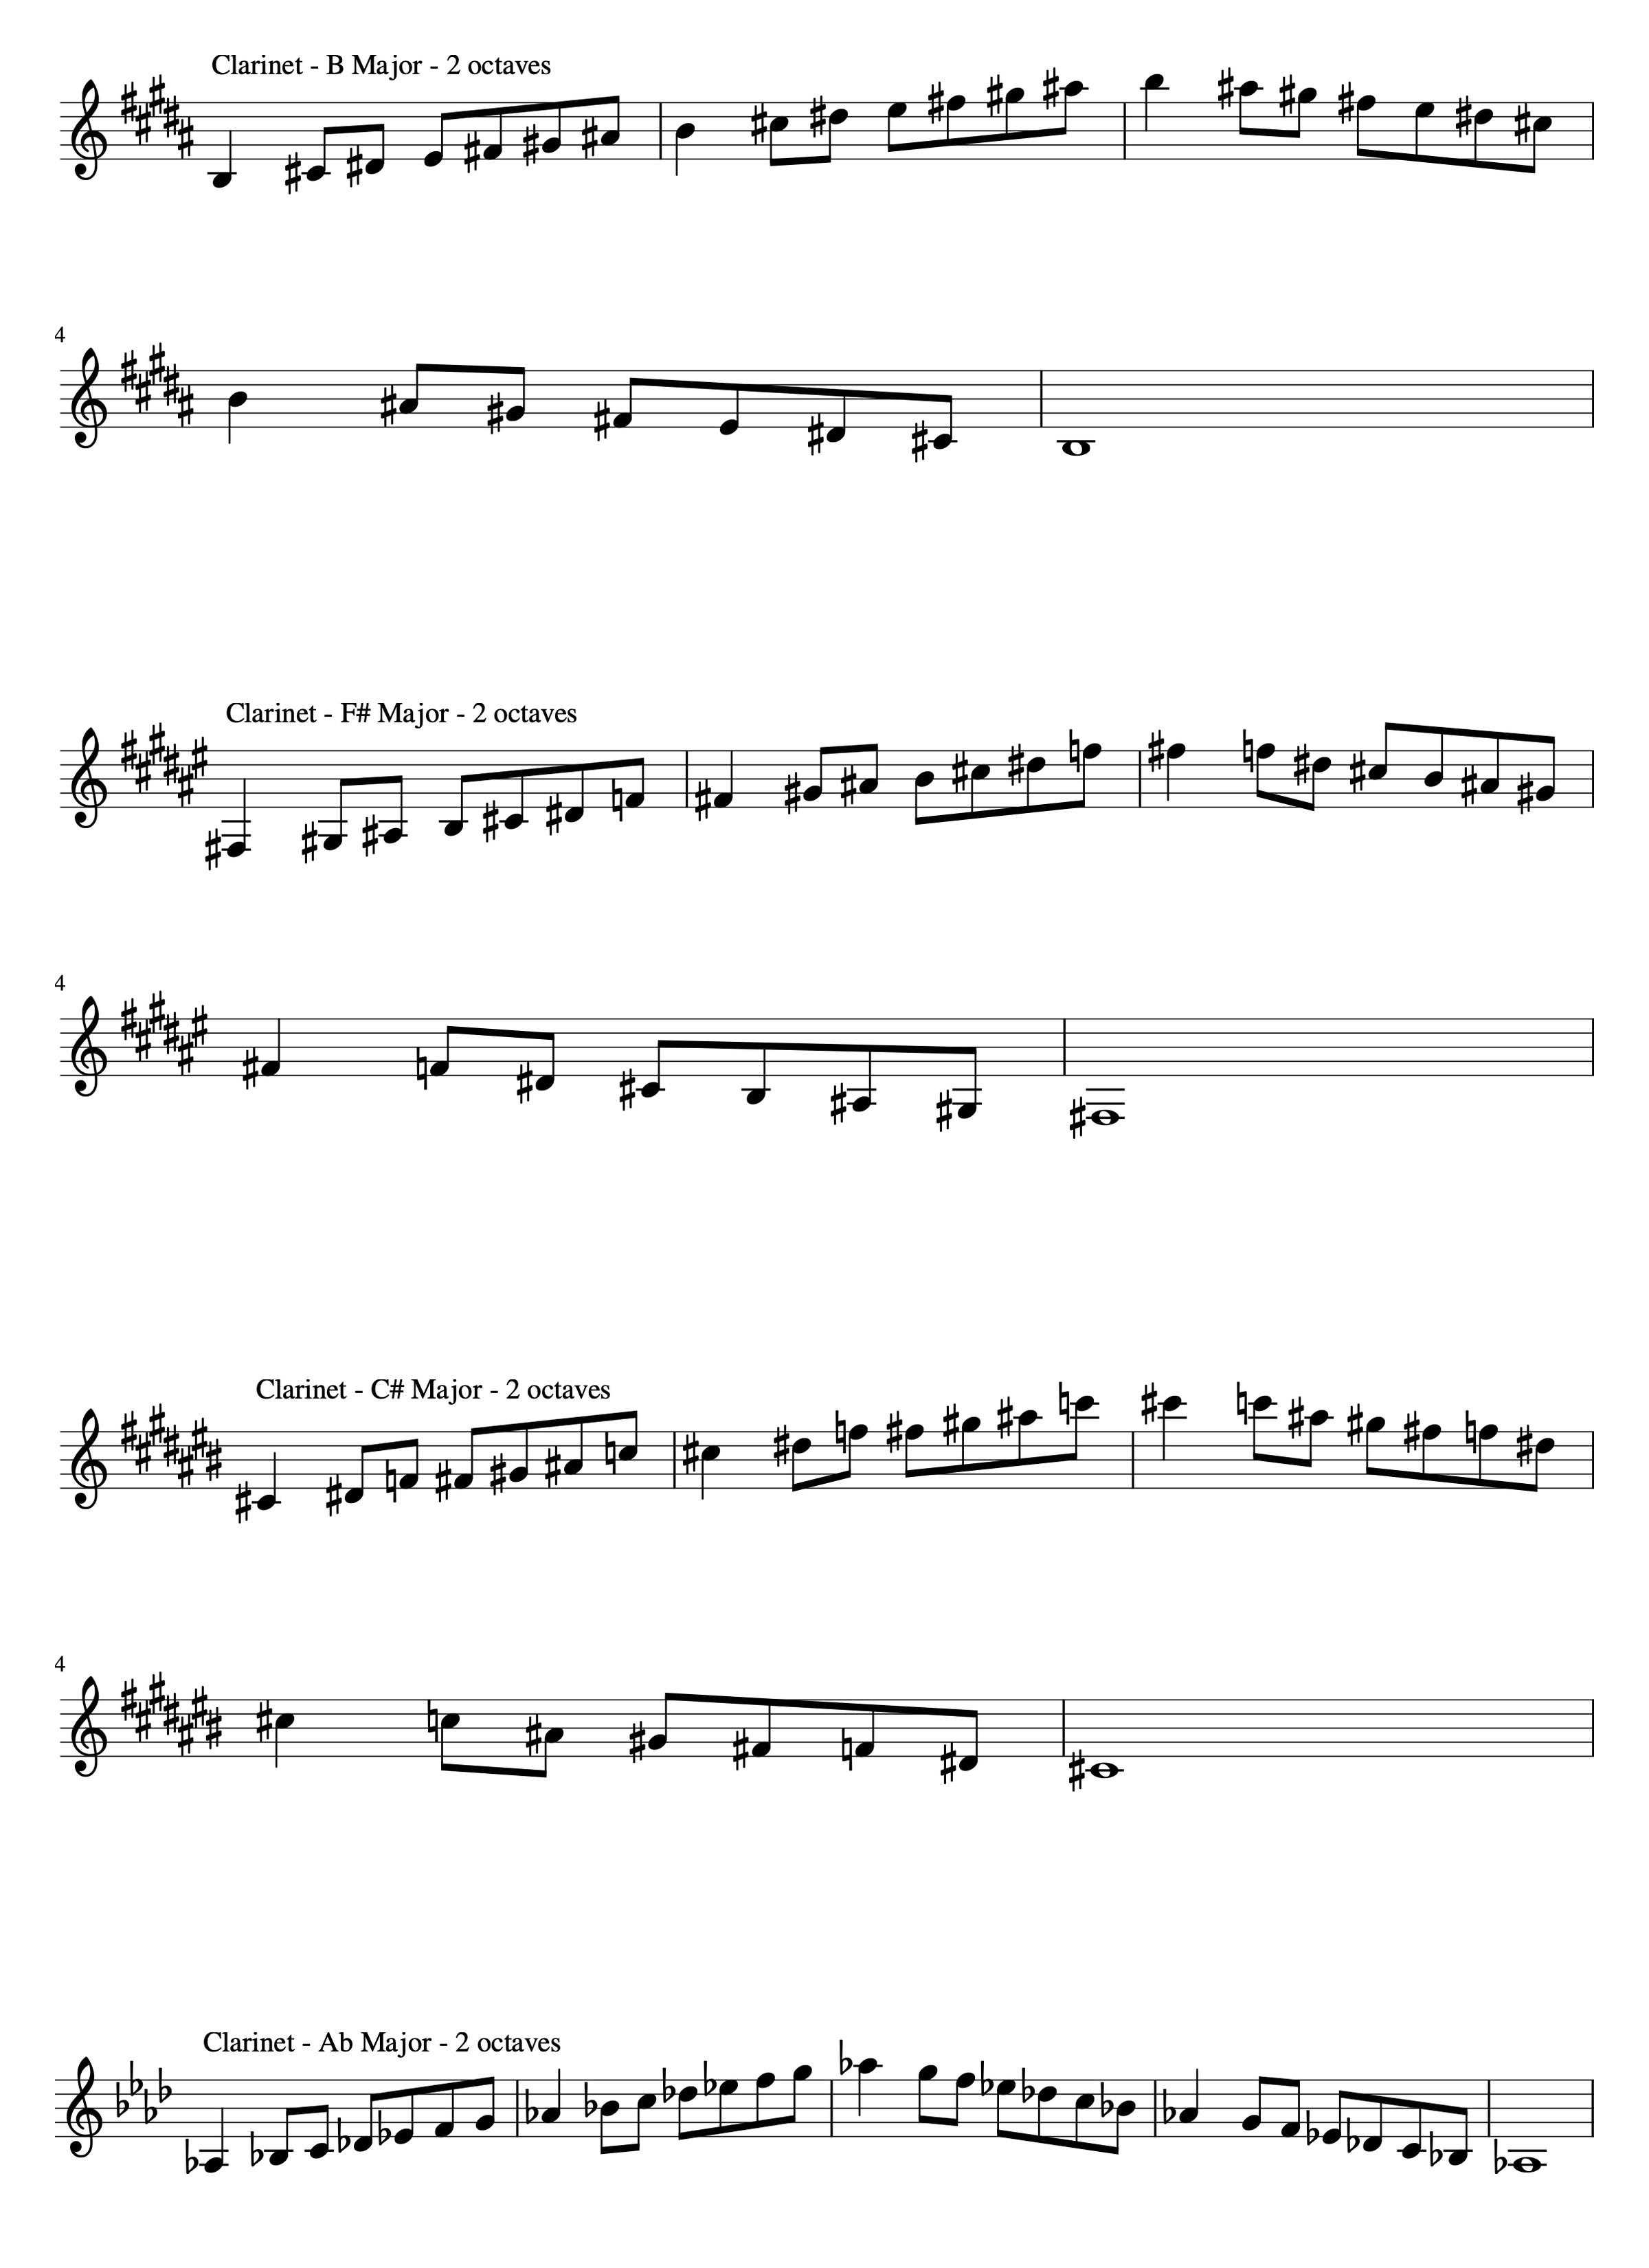 Clarinet - B Major - 2 octaves
4
Clarinet - F# Major - 2 octaves
4
Clarinet - C# Major - 2 octaves
4
Clarinet - Ab Major - 2 octaves